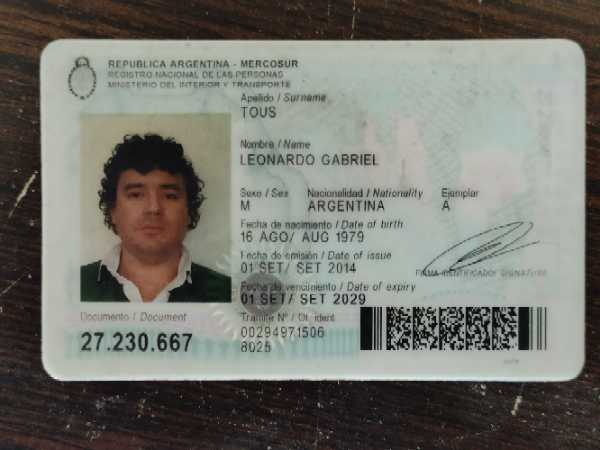 REPUBLICA ARGENTINA - MERCOSUR
REGISTRO NACIONAL DE LAS PERSONAS
MINISTERIO DEL INTERIOR Y TRANSPORTE
Apellido / Surname
TOUS
Nombre / Name
LEONARDO GABRIEL
Sexo / Sex Nacionalidad / Nationality Ejemplar
M ARGENTINA A
Fecha de nacimiento / Date of birth
16 AGO/ AUG 1979
Fecha de emisión / Date of issue
01 SET/ SET 2014
Fecha de vencimiento / Date of expiry
01 SET/ SET 2029
Documento / Document
27.230.667
Trámite Nº / Of. ident
00294971506
8025
FIRMA IDENTIFICADO / SIGNATURE